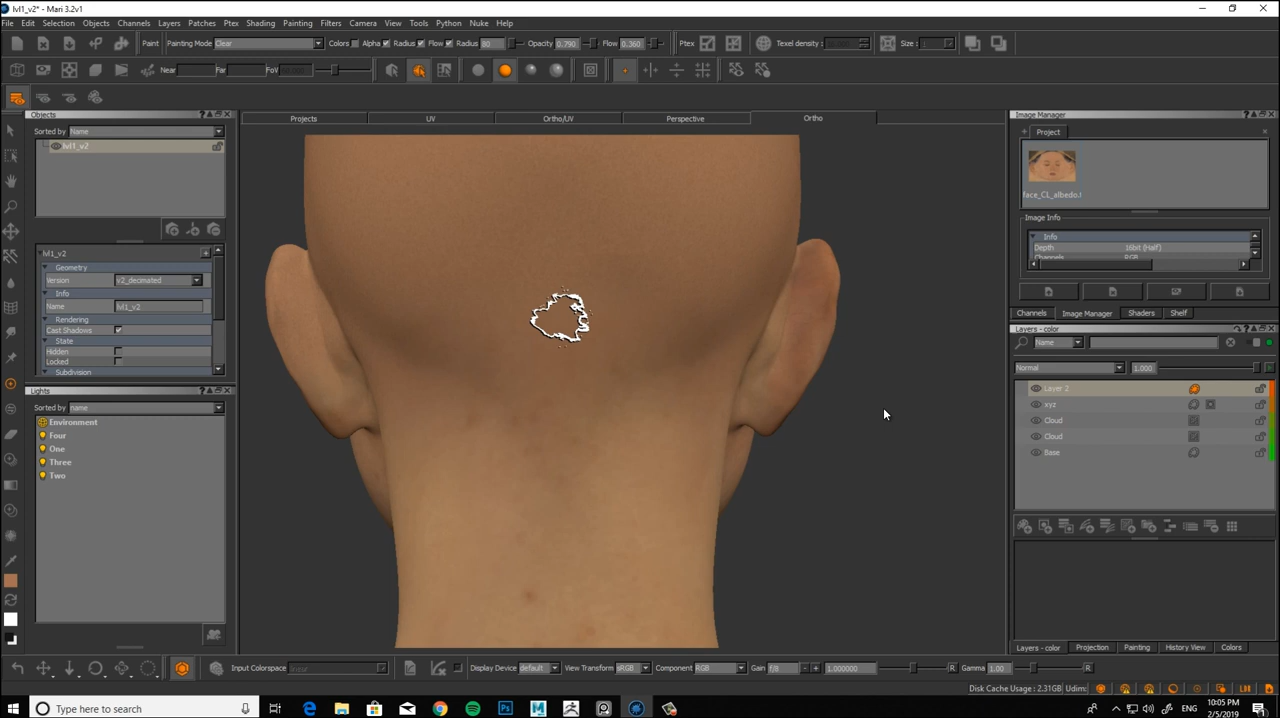 lvl1_v2* - Mari 3.2v1
File Edit Selection Objects Channels Layers Patches Ptex Shading Painting Filters Camera View Tools Python Nuke Help
Paint Painting Mode Clear Colors Alpha Radius Flow Radius 80 Opacity 0.790 Flow 0.360 Ptex Texel density: Size :
Near Far FoV
Objects
Sorted by Name
lvl1_v2
lvl1_v2
Geometry
Version v2_decimated
Info
Name lvl1_v2
Rendering
Cast Shadows
State
Hidden
Locked
Subdivision
Lights
Sorted by name
Environment
Four
One
Three
Two
Projects UV Ortho/UV Perspective Ortho
Image Manager
Project
face_CL_albedo.
Image Info
Info
Depth 16bit (Half)
Channels RGB
Channels Image Manager Shaders Shelf
Layers - color
Name
Normal 1.000
Layer 2
xyz
Cloud
Cloud
Base
Layers - color Projection Painting History View Colors
Input Colorspace linear Display Device default View Transform sRGB Component RGB Gain f/8 1.000000 R Gamma 1.00 R
Disk Cache Usage : 2.31GB Udim:
Type here to search
10:05 PM
2/5/2019